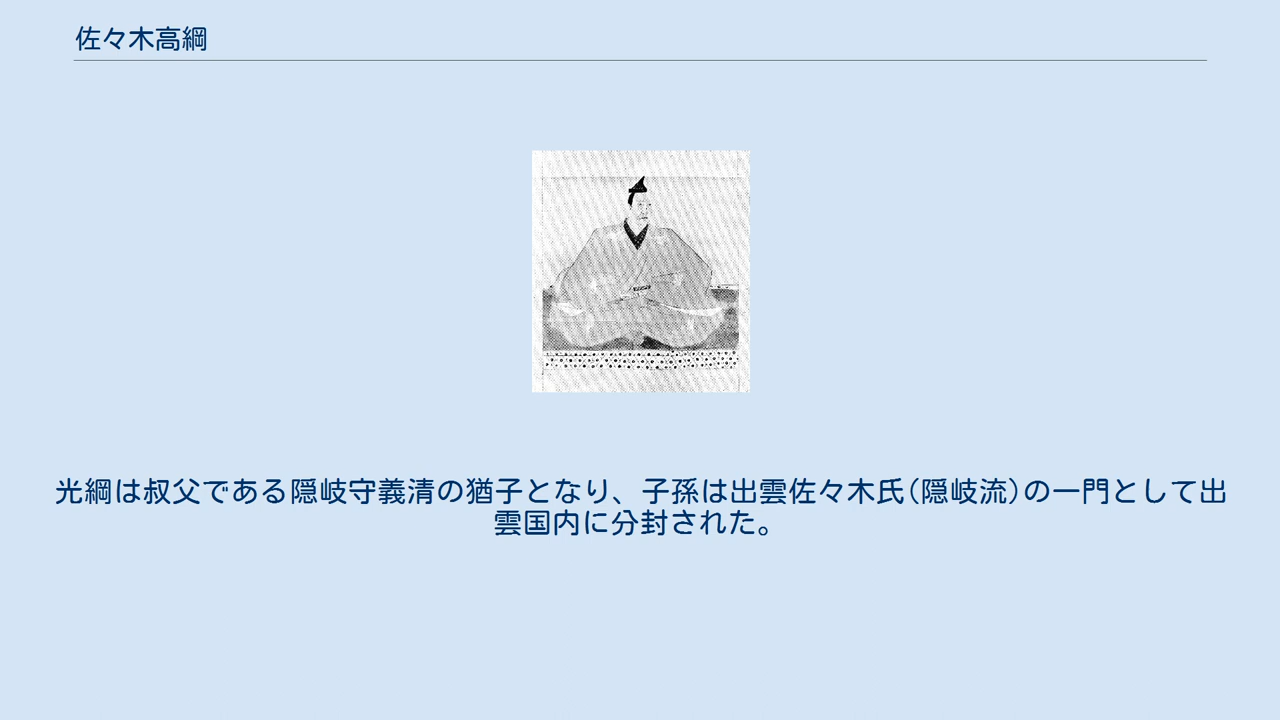 佐々木高綱
光綱は叔父である隠岐守義清の猶子となり、子孫は出雲佐々木氏(隠岐流)の一門として出
雲国内に分封された。